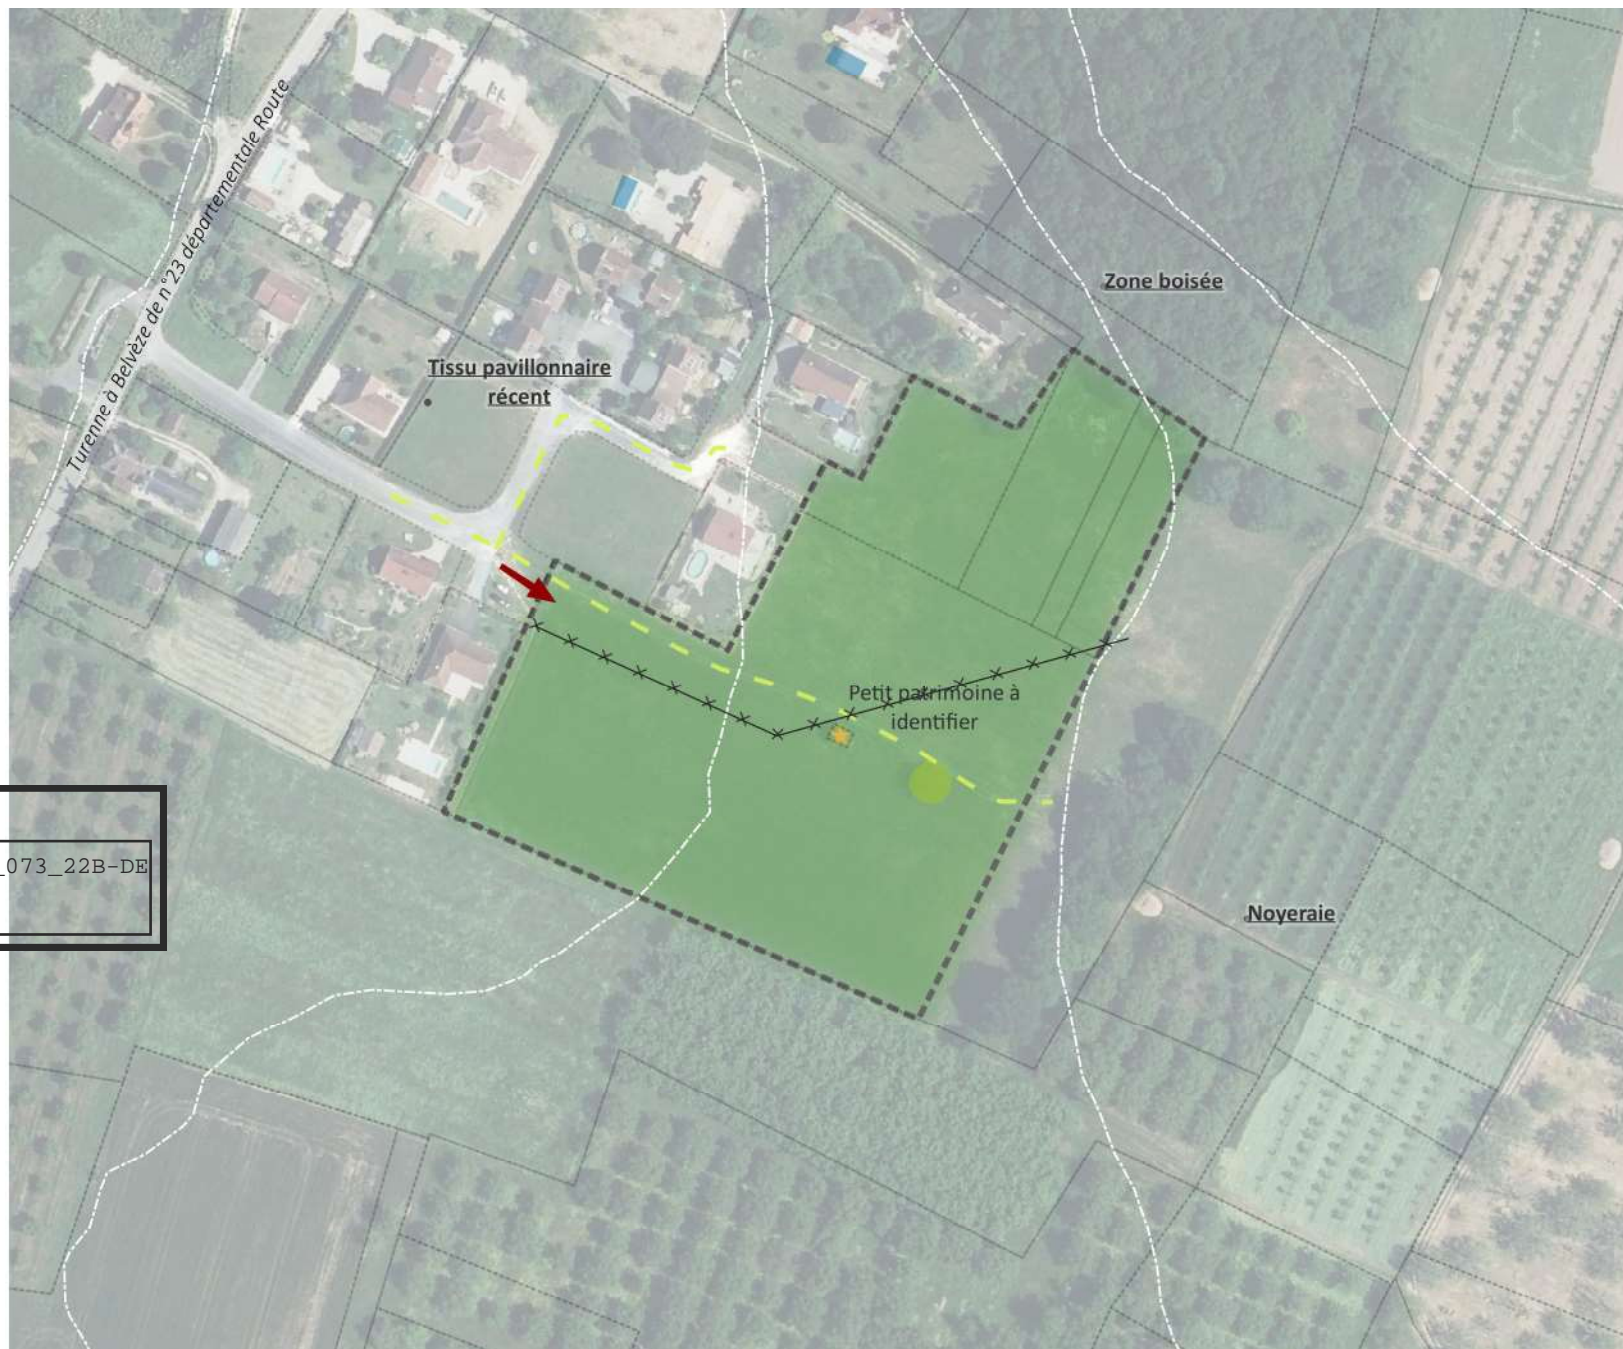 Turenne à Belvèze de n°23 départementale Route
Zone boisée
Tissu pavillonnaire
récent
Petit patrimoine à
identifier
_073_22B-DE
Noyeraie